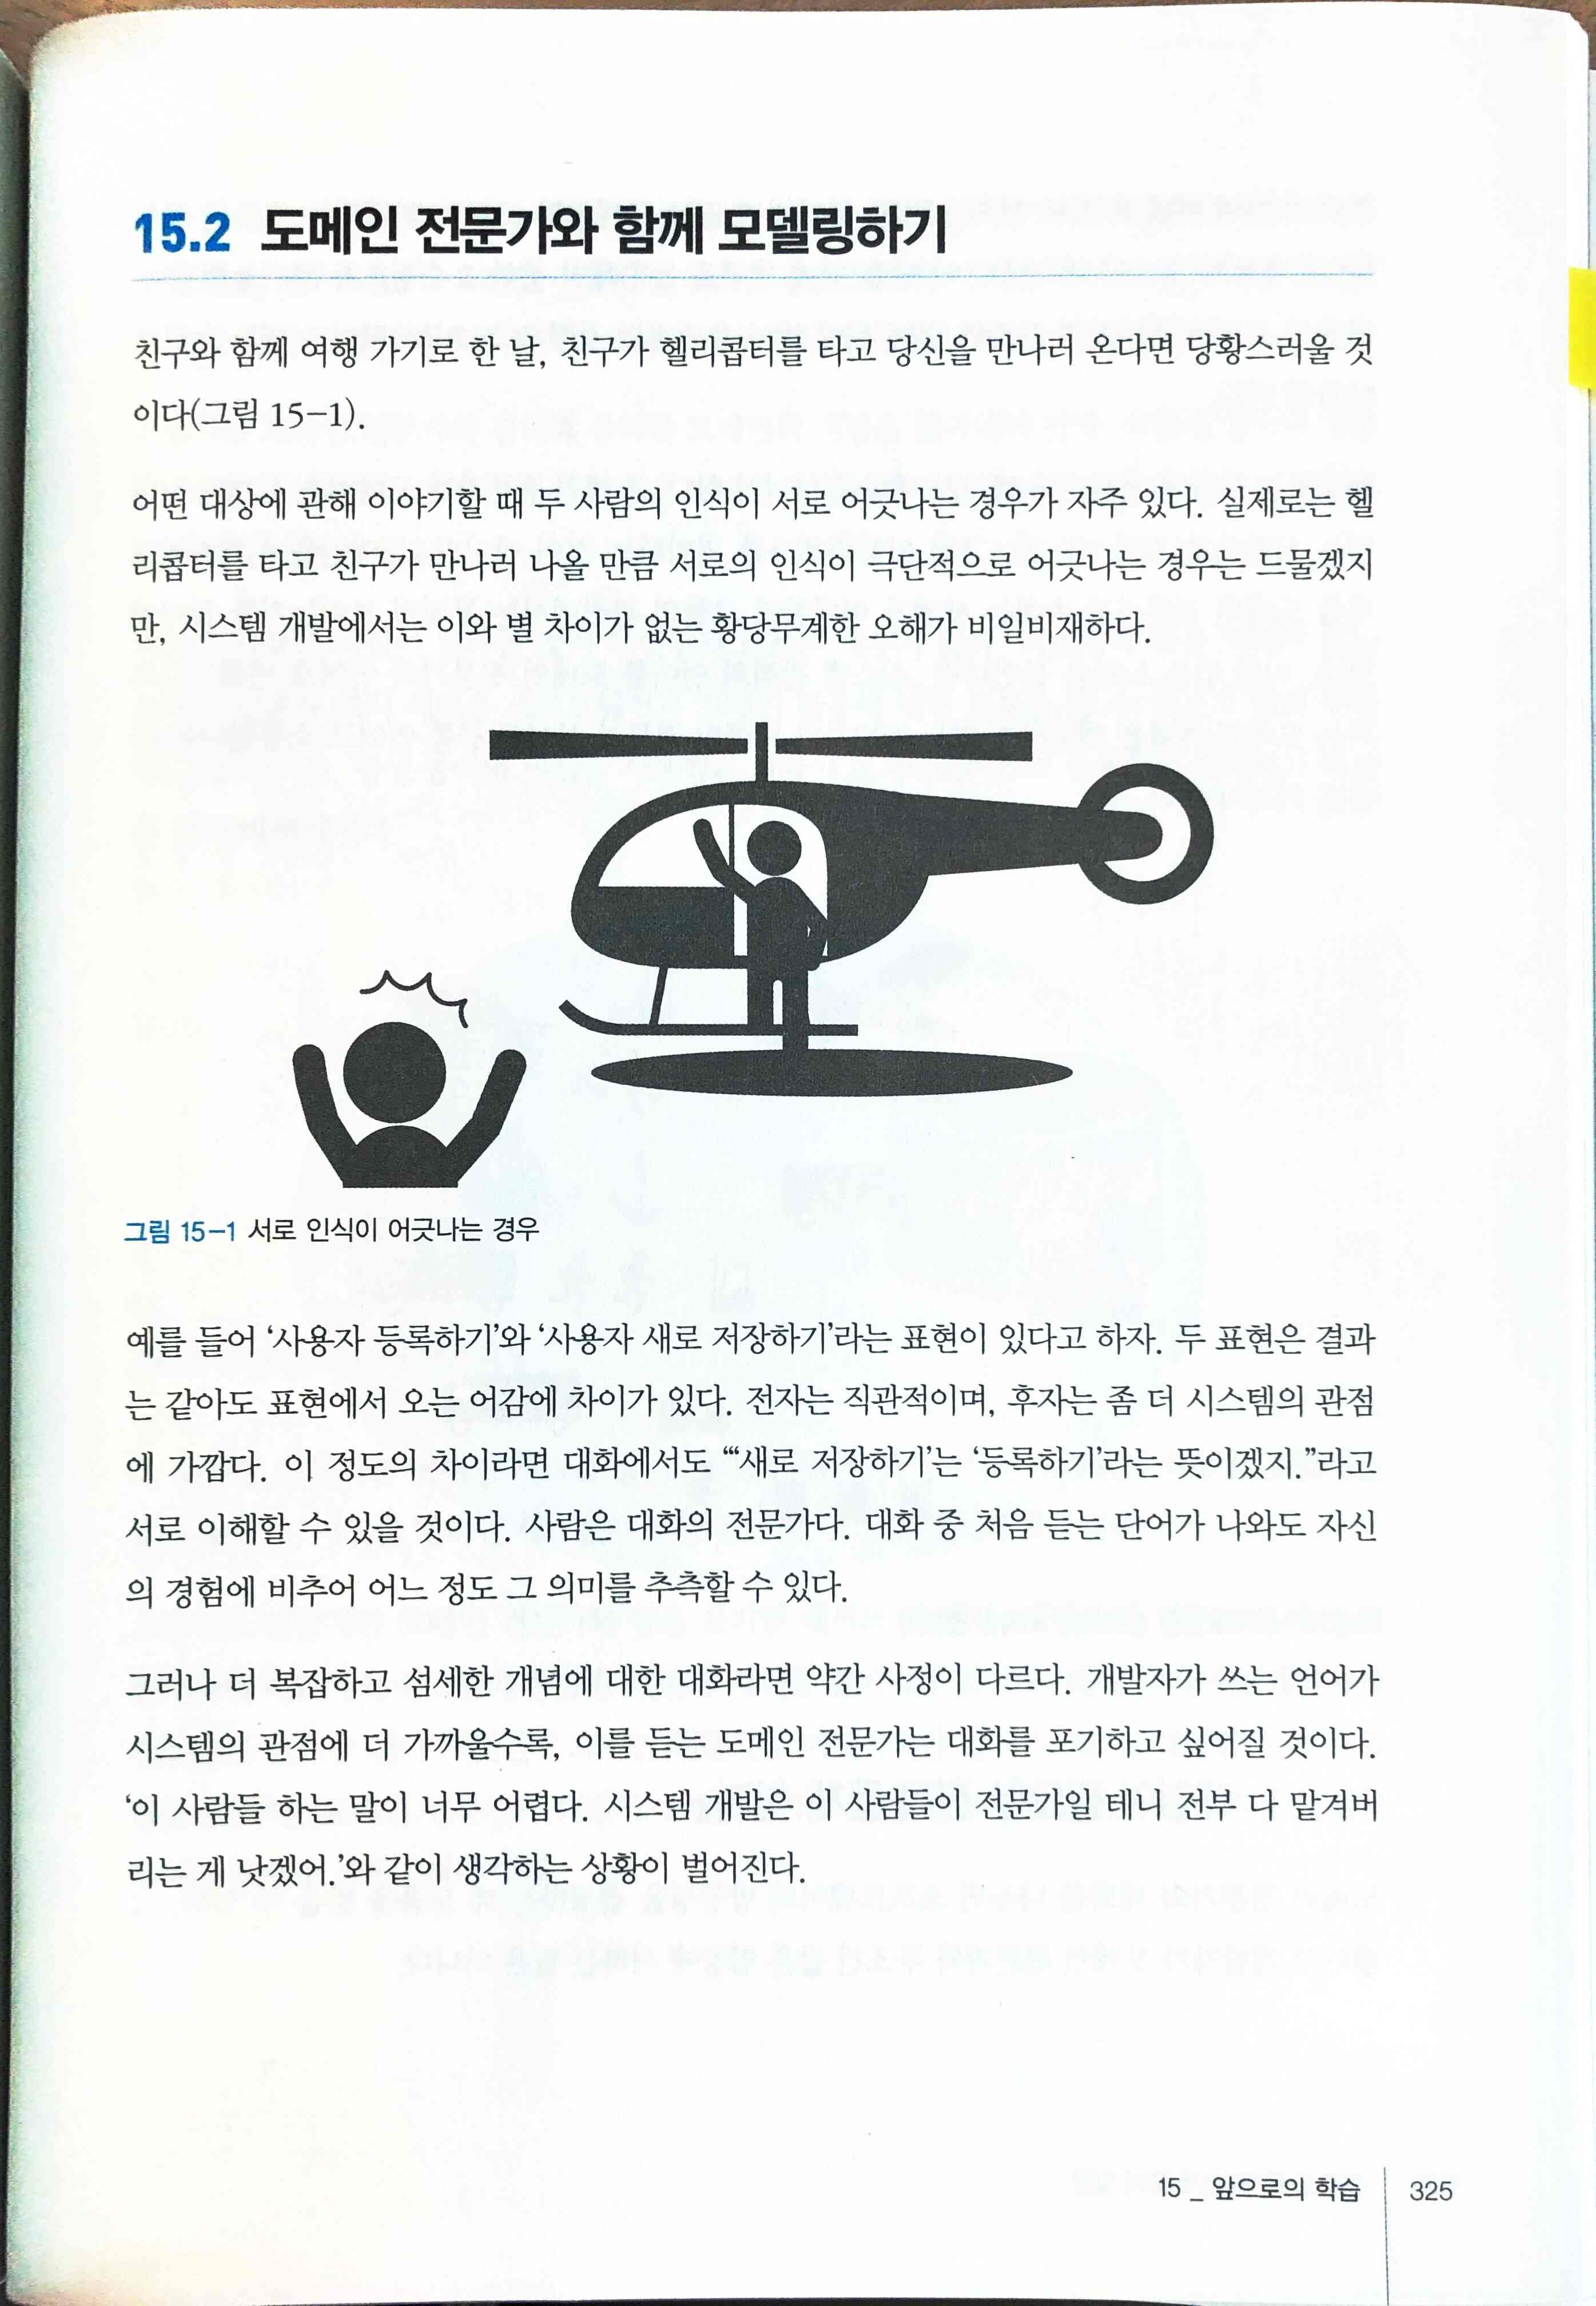 15.2 도메인 전문가와 함께 모델링하기
친구와 함께 여행 가기로 한 날, 친구가 헬리콥터를 타고 당신을 만나러 온다면 당황스러울 것
이다(그림 15-1).
어떤 대상에 관해 이야기할 때 두 사람의 인식이 서로 어긋나는 경우가 자주 있다. 실제로는 헬
리콥터를 타고 친구가 만나러 나올 만큼 서로의 인식이 극단적으로 어긋나는 경우는 드물겠지
만, 시스템 개발에서는 이와 별 차이가 없는 황당무계한 오해가 비일비재하다.
그림 15-1 서로 인식이 어긋나는 경우
예를 들어 ‘사용자 등록하기’와 ‘사용자 새로 저장하기’라는 표현이 있다고 하자. 두 표현은 결과
는 같아도 표현에서 오는 어감에 차이가 있다. 전자는 직관적이며, 후자는 좀 더 시스템의 관점
에 가깝다. 이 정도의 차이라면 대화에서도 “‘새로 저장하기’는 ‘등록하기’라는 뜻이겠지.”라고
서로 이해할 수 있을 것이다. 사람은 대화의 전문가다. 대화 중 처음 듣는 단어가 나와도 자신
의 경험에 비추어 어느 정도 그 의미를 추측할 수 있다.
그러나 더 복잡하고 섬세한 개념에 대한 대화라면 약간 사정이 다르다. 개발자가 쓰는 언어가
시스템의 관점에 더 가까울수록, 이를 듣는 도메인 전문가는 대화를 포기하고 싶어질 것이다.
‘이 사람들 하는 말이 너무 어렵다. 시스템 개발은 이 사람들이 전문가일 테니 전부 다 맡겨버
리는 게 낫겠어.’와 같이 생각하는 상황이 벌어진다.
15 _ 앞으로의 학습 325